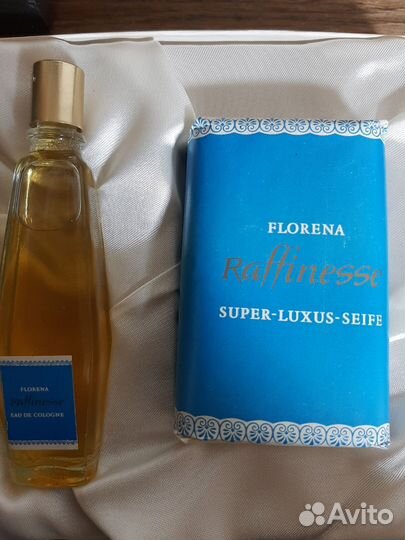 FLORENA
Raffinesse
EAU DE COLOGNE
FLORENA
Raffinesse
SUPER-LUXUS-SEIFE
Avito